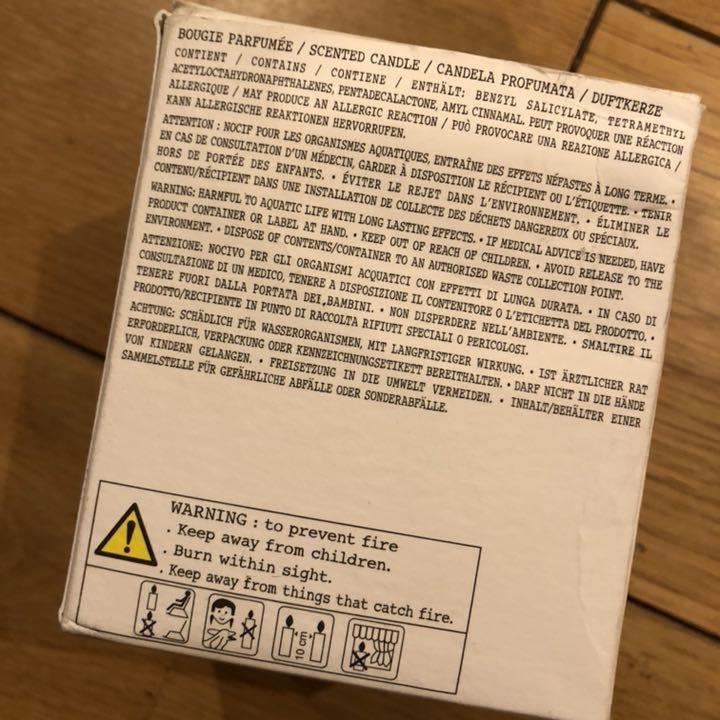 BOUGIE PARFUMÉE / SCENTED CANDLE / CANDELA PROFUMATA / DUFTKERZE
CONTIENT / CONTAINS / CONTIENE / ENTHÄLT: BENZYL SALICYLATE, TETRAMETHYL
ACETYLOCTAHYDRONAPHTHALENES, PENTADECALACTONE, AMYL CINNAMAL. PEUT PROVOQUER UNE RÉACTION
ALLERGIQUE / MAY PRODUCE AN ALLERGIC REACTION / PUÒ PROVOCARE UNA REAZIONE ALLERGICA /
KANN ALLERGISCHE REAKTIONEN HERVORRUFEN.
ATTENTION : NOCIF POUR LES ORGANISMES AQUATIQUES, ENTRAÎNE DES EFFETS NÉFASTES À LONG TERME. •
EN CAS DE CONSULTATION D'UN MÉDECIN, GARDER À DISPOSITION LE RÉCIPIENT OU L'ÉTIQUETTE. • TENIR
HORS DE PORTÉE DES ENFANTS. • ÉVITER LE REJET DANS L'ENVIRONNEMENT. • ÉLIMINER LE
CONTENU/RÉCIPIENT DANS UNE INSTALLATION DE COLLECTE DES DÉCHETS DANGEREUX OU SPÉCIAUX.
WARNING: HARMFUL TO AQUATIC LIFE WITH LONG LASTING EFFECTS. • IF MEDICAL ADVICE IS NEEDED, HAVE
PRODUCT CONTAINER OR LABEL AT HAND. • KEEP OUT OF REACH OF CHILDREN. • AVOID RELEASE TO THE
ENVIRONMENT. • DISPOSE OF CONTENTS/CONTAINER TO AN AUTHORISED WASTE COLLECTION POINT.
ATTENZIONE: NOCIVO PER GLI ORGANISMI ACQUATICI CON EFFETTI DI LUNGA DURATA. • IN CASO DI
CONSULTAZIONE DI UN MEDICO, TENERE A DISPOSIZIONE IL CONTENITORE O L'ETICHETTA DEL PRODOTTO. •
TENERE FUORI DALLA PORTATA DEI BAMBINI. • NON DISPERDERE NELL'AMBIENTE. • SMALTIRE IL
PRODOTTO/RECIPIENTE IN PUNTO DI RACCOLTA RIFIUTI SPECIALI O PERICOLOSI.
ACHTUNG: SCHÄDLICH FÜR WASSERORGANISMEN, MIT LANGFRISTIGER WIRKUNG. • IST ÄRZTLICHER RAT
ERFORDERLICH, VERPACKUNG ODER KENNZEICHNUNGSETIKETT BEREITHALTEN. • DARF NICHT IN DIE HÄNDE
VON KINDERN GELANGEN. • FREISETZUNG IN DIE UMWELT VERMEIDEN. • INHALT/BEHÄLTER EINER
SAMMELSTELLE FÜR GEFÄHRLICHE ABFÄLLE ODER SONDERABFÄLLE.
WARNING : to prevent fire
. Keep away from children.
. Burn within sight.
. Keep away from things that catch fire.
10 cm